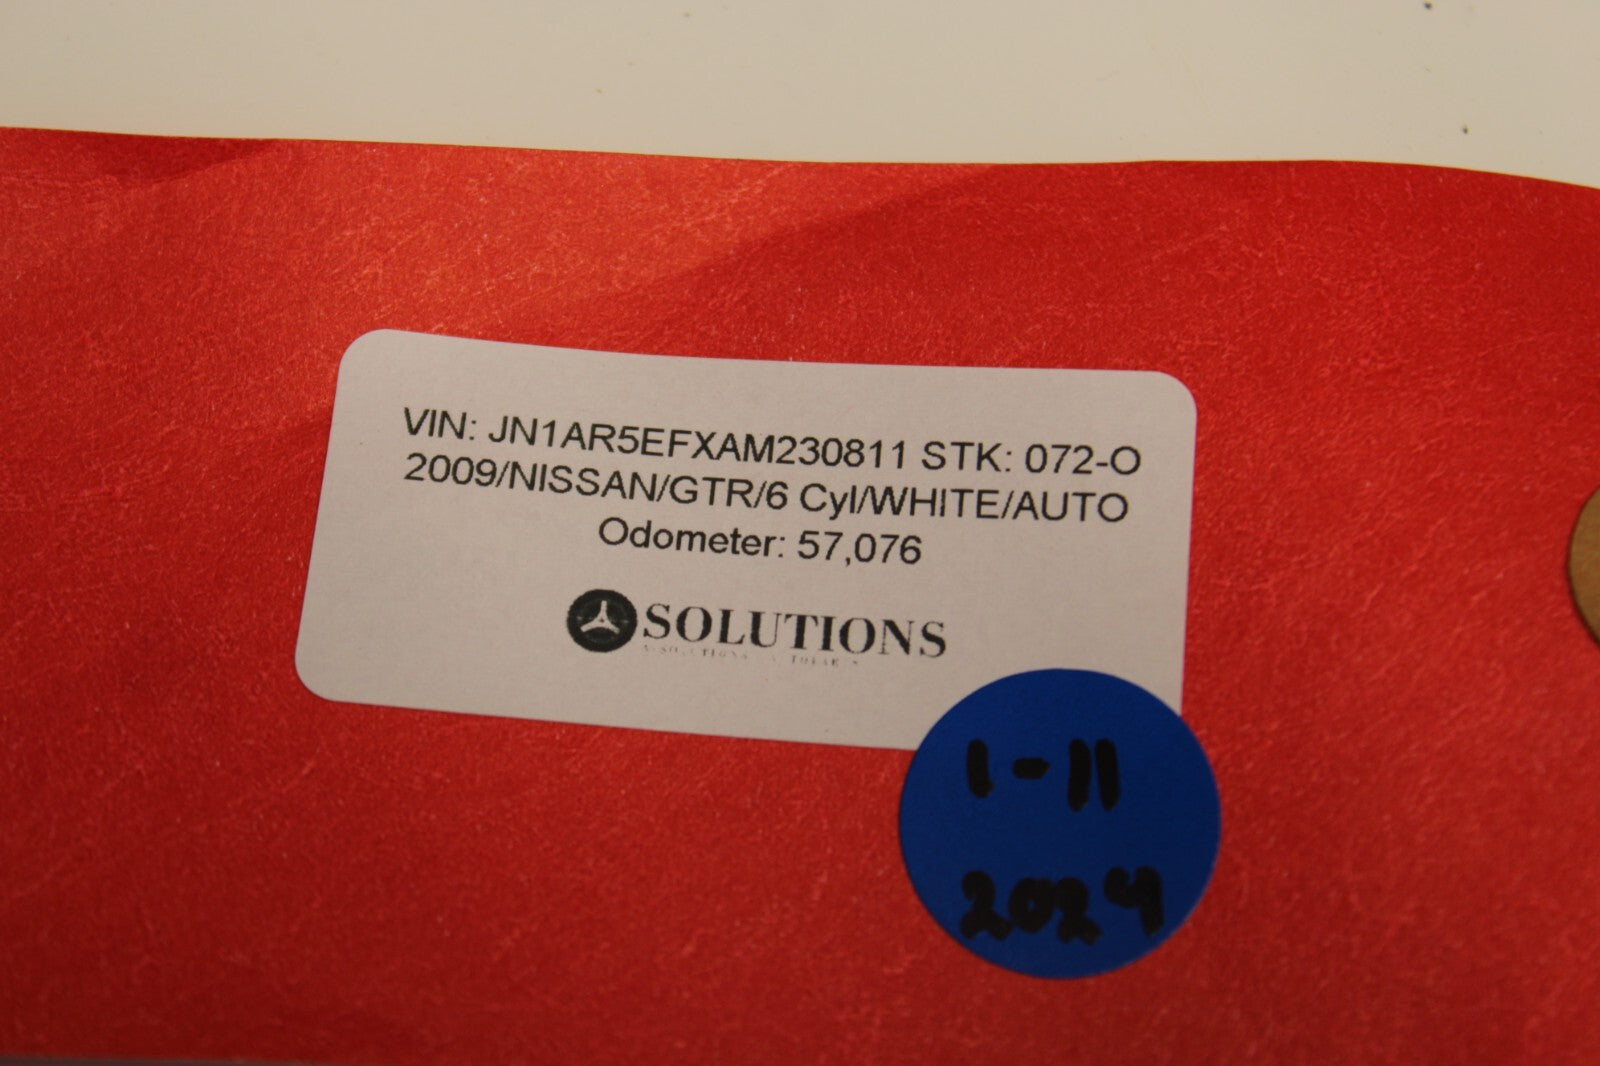 VIN: JN1AR5EFXAM230811 STK: 072-O
2009/NISSAN/GTR/6 Cyl/WHITE/AUTO
Odometer: 57,076
SOLUTIONS
1-11
2024